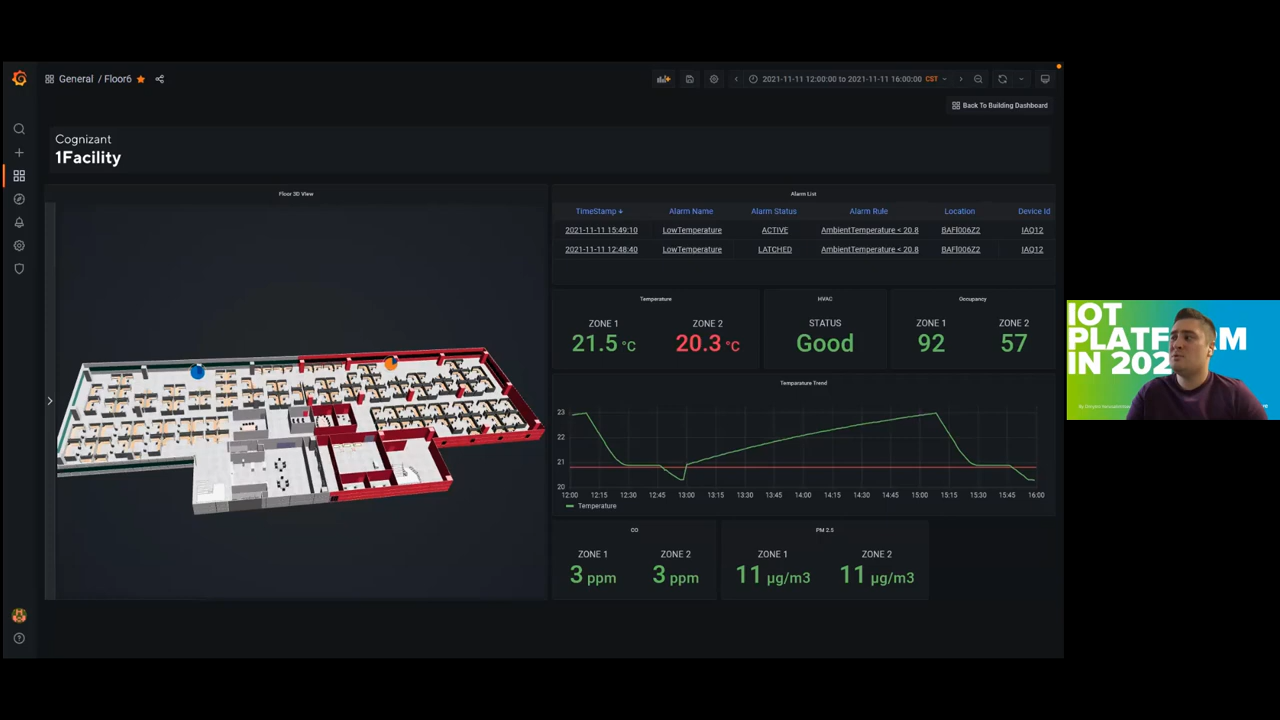 General / Floor6
2021-11-11 12:00:00 to 2021-11-11 16:00:00 CST
Back To Building Dashboard
Cognizant
1Facility
Floor 3D View
Alarm List
TimeStamp Alarm Name Alarm Status Alarm Rule Location Device Id
2021-11-11 15:49:10 LowTemperature ACTIVE AmbientTemperature < 20.8 BAFl006Z2 IAQ12
2021-11-11 12:48:40 LowTemperature LATCHED AmbientTemperature < 20.8 BAFl006Z2 IAQ12
Temparature
HVAC
Occupancy
ZONE 1 ZONE 2 STATUS ZONE 1 ZONE 2
21.5 °C 20.3 °C Good 92 57
Temparature Trend
23
22
21
20
12:00 12:15 12:30 12:45 13:00 13:15 13:30 13:45 14:00 14:15 14:30 14:45 15:00 15:15 15:30 15:45 16:00
Temperature
CO
PM 2.5
ZONE 1 ZONE 2 ZONE 1 ZONE 2
3 ppm 3 ppm 11 µg/m3 11 µg/m3
IOT
PLATF M
IN 202